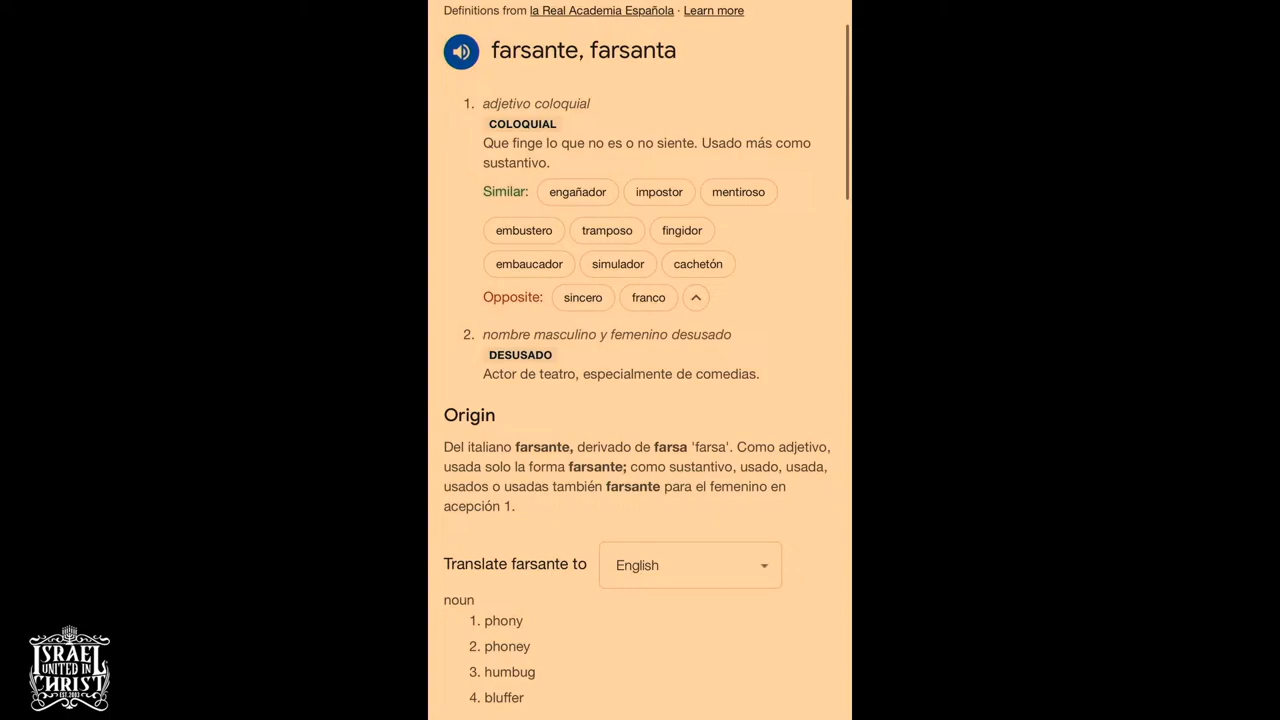 Definitions from la Real Academia Española · Learn more
farsante, farsanta
1. adjetivo coloquial
COLOQUIAL
Que finge lo que no es o no siente. Usado más como
sustantivo.
Similar: engañador impostor mentiroso
embustero tramposo fingidor
embaucador simulador cachetón
Opposite: sincero franco
2. nombre masculino y femenino desusado
DESUSADO
Actor de teatro, especialmente de comedias.
Origin
Del italiano farsante, derivado de farsa 'farsa'. Como adjetivo,
usada solo la forma farsante; como sustantivo, usado, usada,
usados o usadas también farsante para el femenino en
acepción 1.
Translate farsante to English
noun
1. phony
2. phoney
3. humbug
4. bluffer
ISRAEL
UNITED IN
CHRIST
EST. 2003